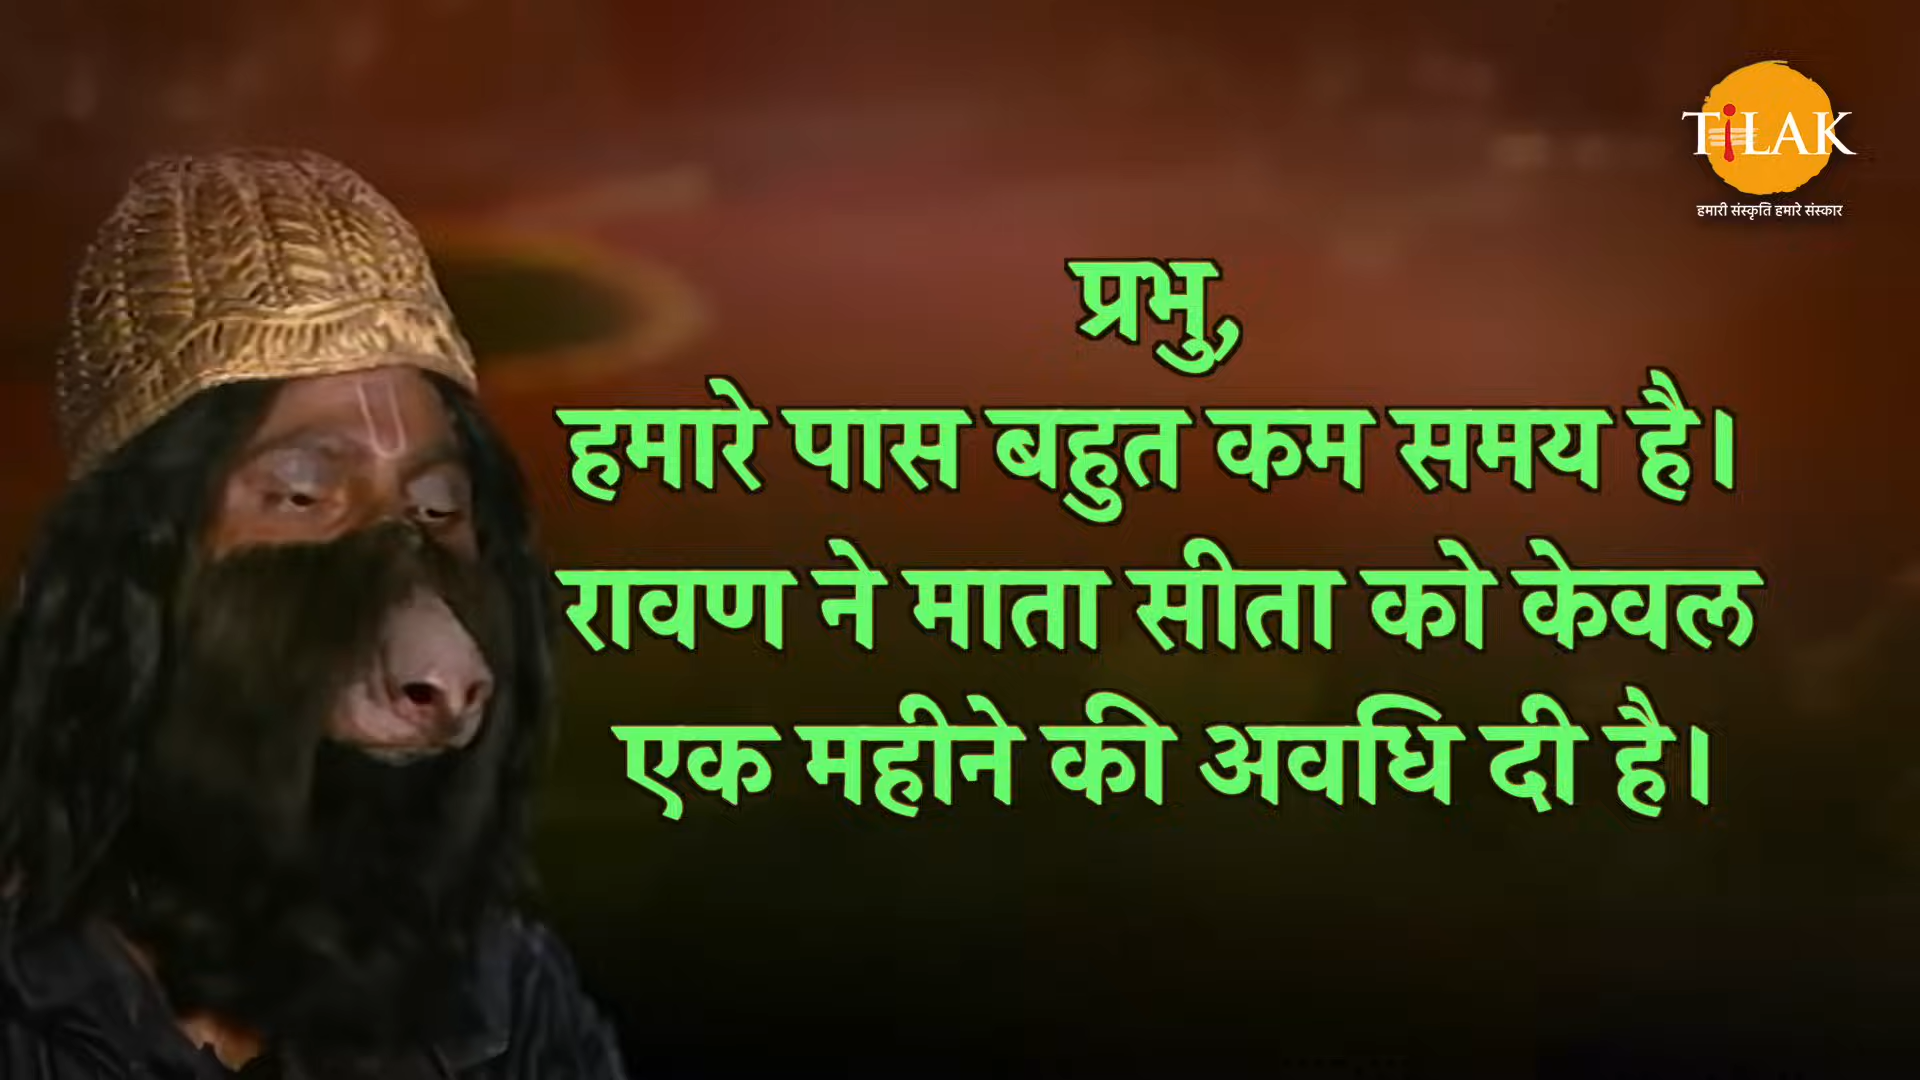 TiLAK
हमारी संस्कृति हमारे संस्कार
प्रभु,
हमारे पास बहुत कम समय है।
रावण ने माता सीता को केवल
एक महीने की अवधि दी है।